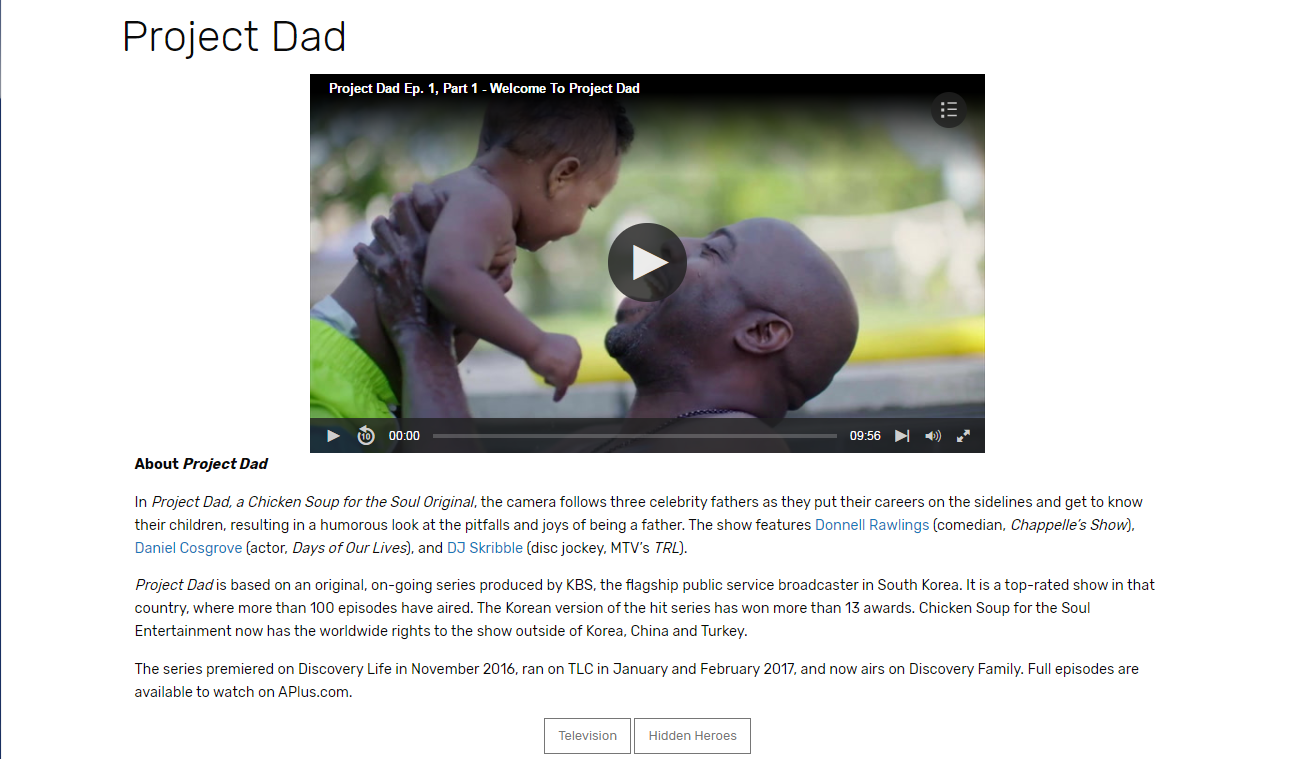 Project Dad
Project Dad Ep. 1, Part 1 - Welcome To Project Dad
10
00:00
09:56
About Project Dad
In Project Dad, a Chicken Soup for the Soul Original, the camera follows three celebrity fathers as they put their careers on the sidelines and get to know
their children, resulting in a humorous look at the pitfalls and joys of being a father. The show features Donnell Rawlings (comedian, Chappelle’s Show),
Daniel Cosgrove (actor, Days of Our Lives), and DJ Skribble (disc jockey, MTV’s TRL).
Project Dad is based on an original, on-going series produced by KBS, the flagship public service broadcaster in South Korea. It is a top-rated show in that
country, where more than 100 episodes have aired. The Korean version of the hit series has won more than 13 awards. Chicken Soup for the Soul
Entertainment now has the worldwide rights to the show outside of Korea, China and Turkey.
The series premiered on Discovery Life in November 2016, ran on TLC in January and February 2017, and now airs on Discovery Family. Full episodes are
available to watch on APlus.com.
Television
Hidden Heroes